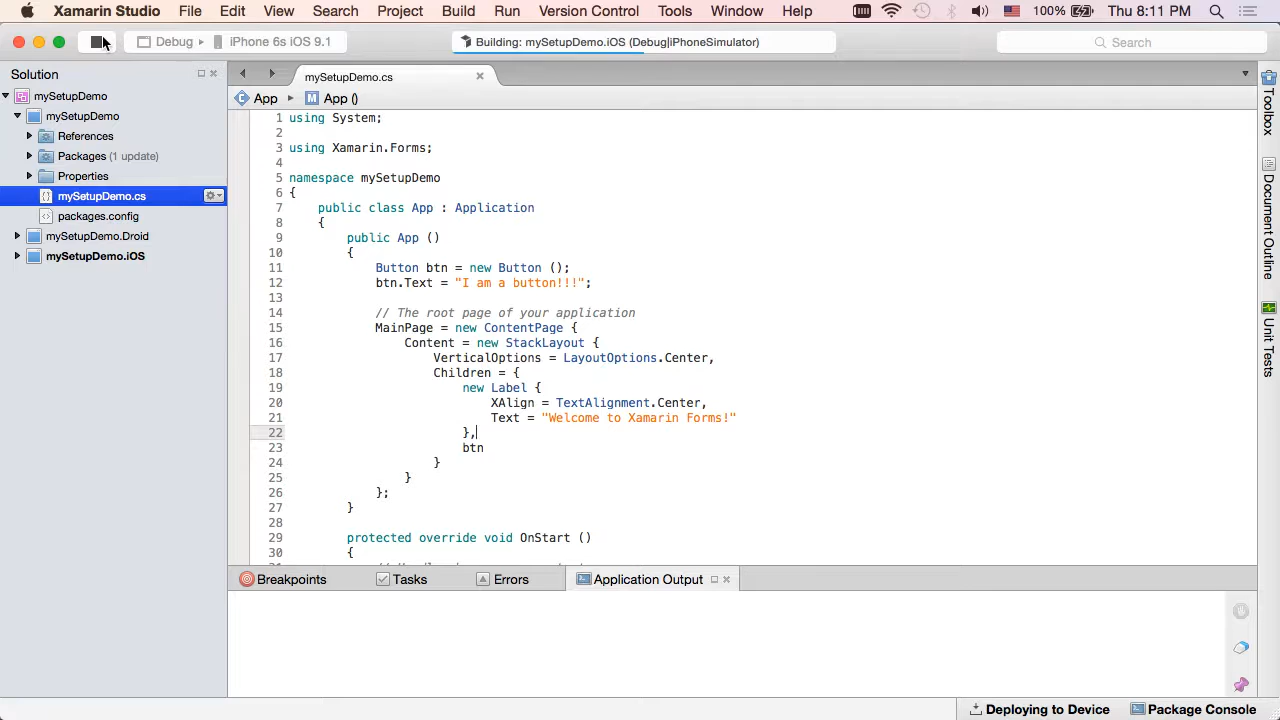 Xamarin Studio File Edit View Search Project Build Run Version Control Tools Window Help 100% Thu 8:11 PM
Debug iPhone 6s iOS 9.1 Building: mySetupDemo.iOS (Debug|iPhoneSimulator) Search
Solution
mySetupDemo
mySetupDemo
References
Packages (1 update)
Properties
mySetupDemo.cs
packages.config
mySetupDemo.Droid
mySetupDemo.iOS
mySetupDemo.cs
App App ()
1 using System;
2
3 using Xamarin.Forms;
4
5 namespace mySetupDemo
6 {
7 public class App : Application
8 {
9 public App ()
10 {
11 Button btn = new Button ();
12 btn.Text = "I am a button!!!";
13
14 // The root page of your application
15 MainPage = new ContentPage {
16 Content = new StackLayout {
17 VerticalOptions = LayoutOptions.Center,
18 Children = {
19 new Label {
20 XAlign = TextAlignment.Center,
21 Text = "Welcome to Xamarin Forms!"
22 },
23 btn
24 }
25 }
26 };
27 }
28
29 protected override void OnStart ()
30 {
Breakpoints Tasks Errors Application Output
Toolbox
Document Outline
Unit Tests
Deploying to Device Package Console